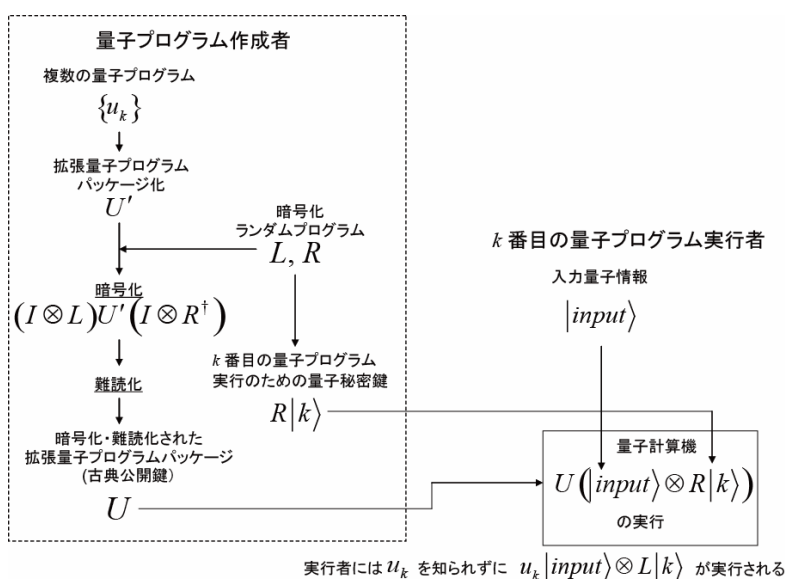 量子プログラム作成者
複数の量子プログラム
{u_k}
拡張量子プログラム
パッケージ化
U′
暗号化
ランダムプログラム
L, R
暗号化
(I⊗L)U′(I⊗R†)
難読化
暗号化・難読化された
拡張量子プログラムパッケージ
(古典公開鍵)
U
k 番目の量子プログラム
実行のための量子秘密鍵
R|k⟩
k 番目の量子プログラム実行者
入力量子情報
|input⟩
量子計算機
U(|input⟩⊗R|k⟩)
の実行
実行者には u_k を知られずに u_k|input⟩⊗L|k⟩ が実行される